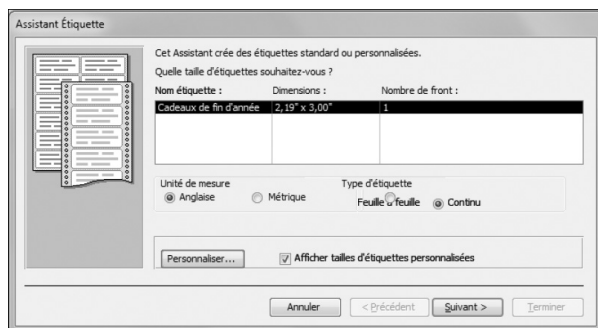 Assistant Étiquette
Cet Assistant crée des étiquettes standard ou personnalisées.
Quelle taille d'étiquettes souhaitez-vous ?
Nom étiquette : Dimensions : Nombre de front :
Cadeaux de fin d'année 2,19" x 3,00" 1
Unité de mesure Type d'étiquette
Anglaise Métrique Feuille à feuille Continu
Personnaliser... Afficher tailles d'étiquettes personnalisées
Annuler < Précédent Suivant > Terminer